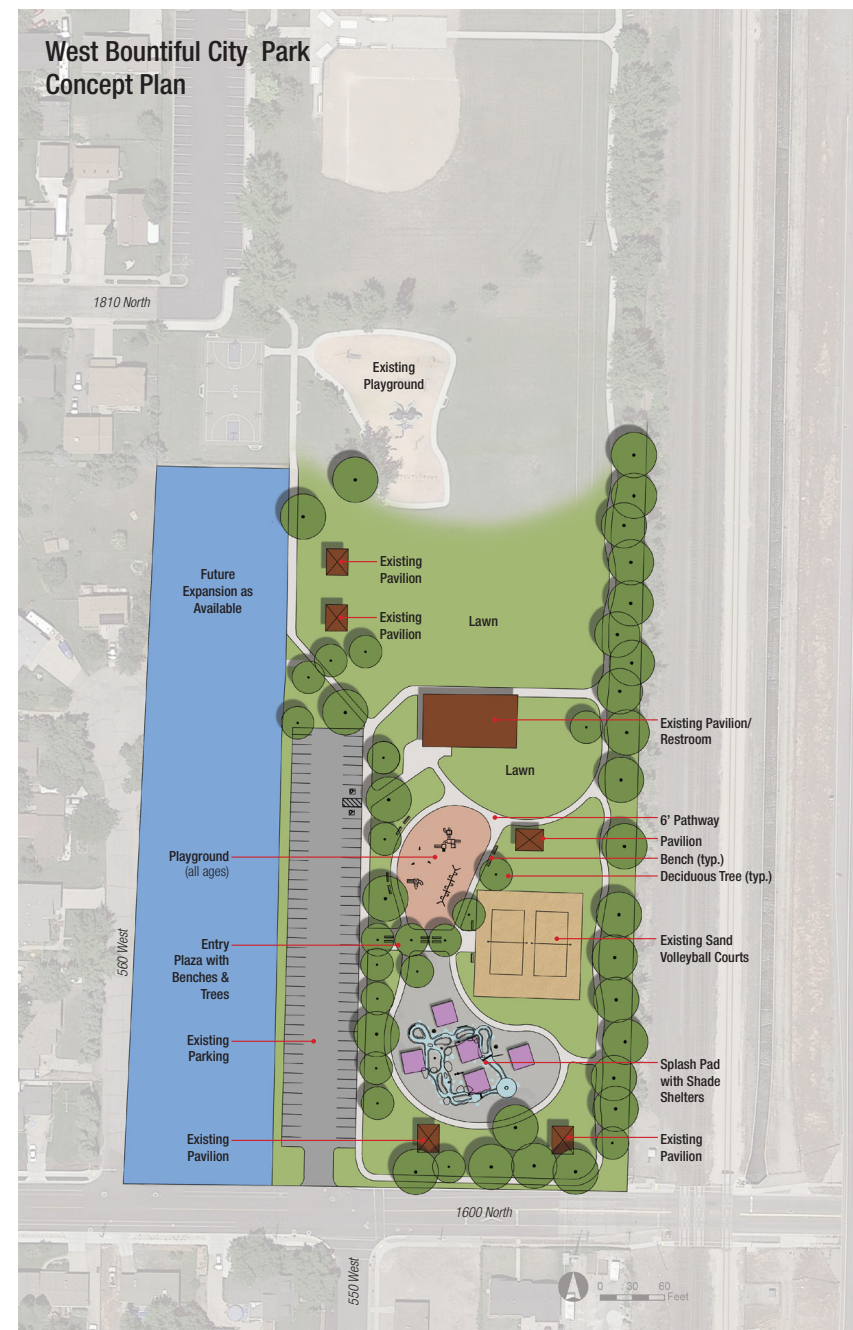 West Bountiful City Park
Concept Plan
1810 North
Existing
Playground
Future
Expansion as
Available
Existing
Pavilion
Existing
Pavilion
Lawn
Existing Pavilion/
Restroom
Lawn
6' Pathway
Pavilion
Bench (typ.)
Deciduous Tree (typ.)
Playground
(all ages)
Entry
Plaza with
Benches &
Trees
Existing Sand
Volleyball Courts
560 West
Existing
Parking
Splash Pad
with Shade
Shelters
Existing
Pavilion
Existing
Pavilion
1600 North
550 West
0 30 60
Feet